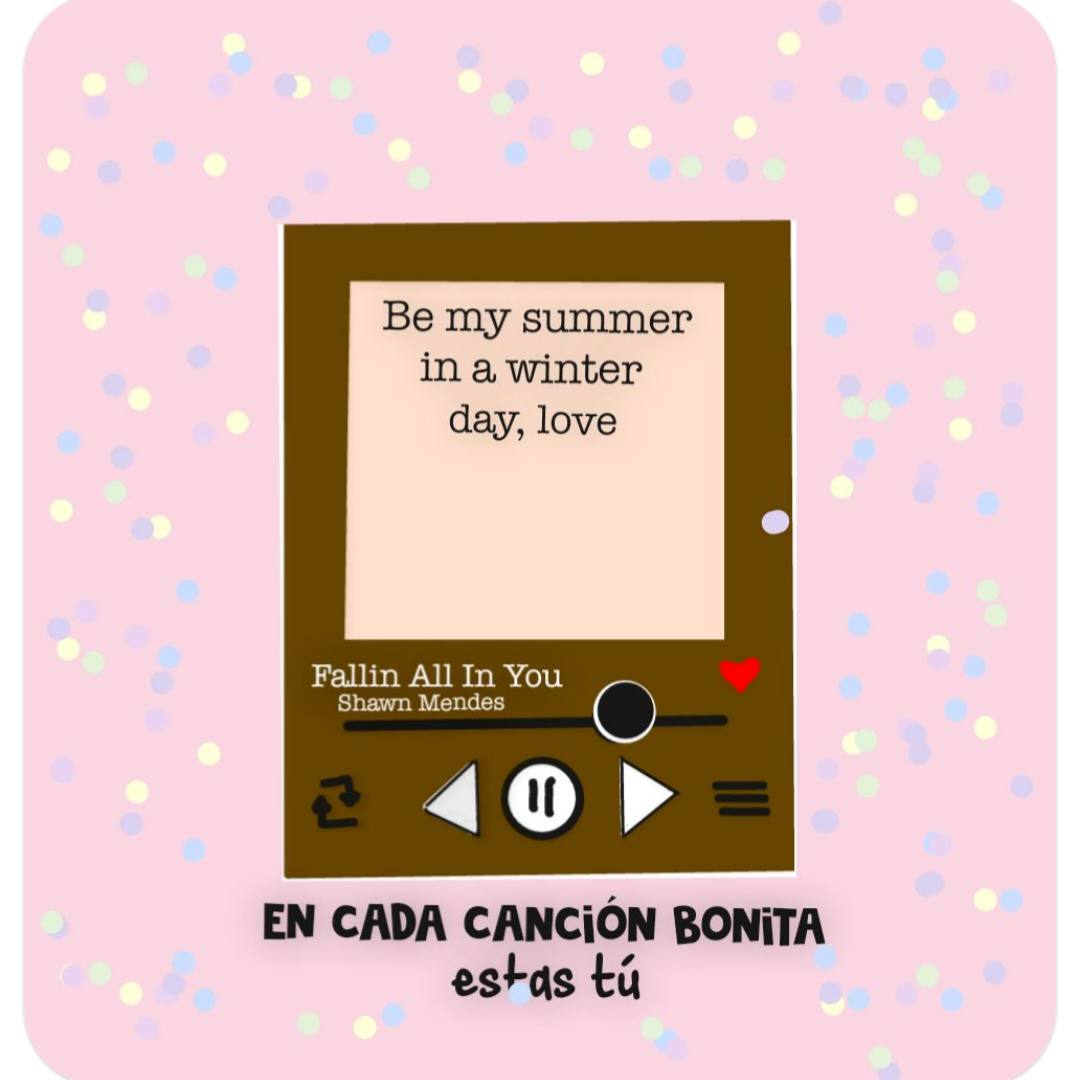 Be my summer
in a winter
day, love
Fallin All In You
Shawn Mendes
EN CADA CANCiÓN BONiTA
estas tú